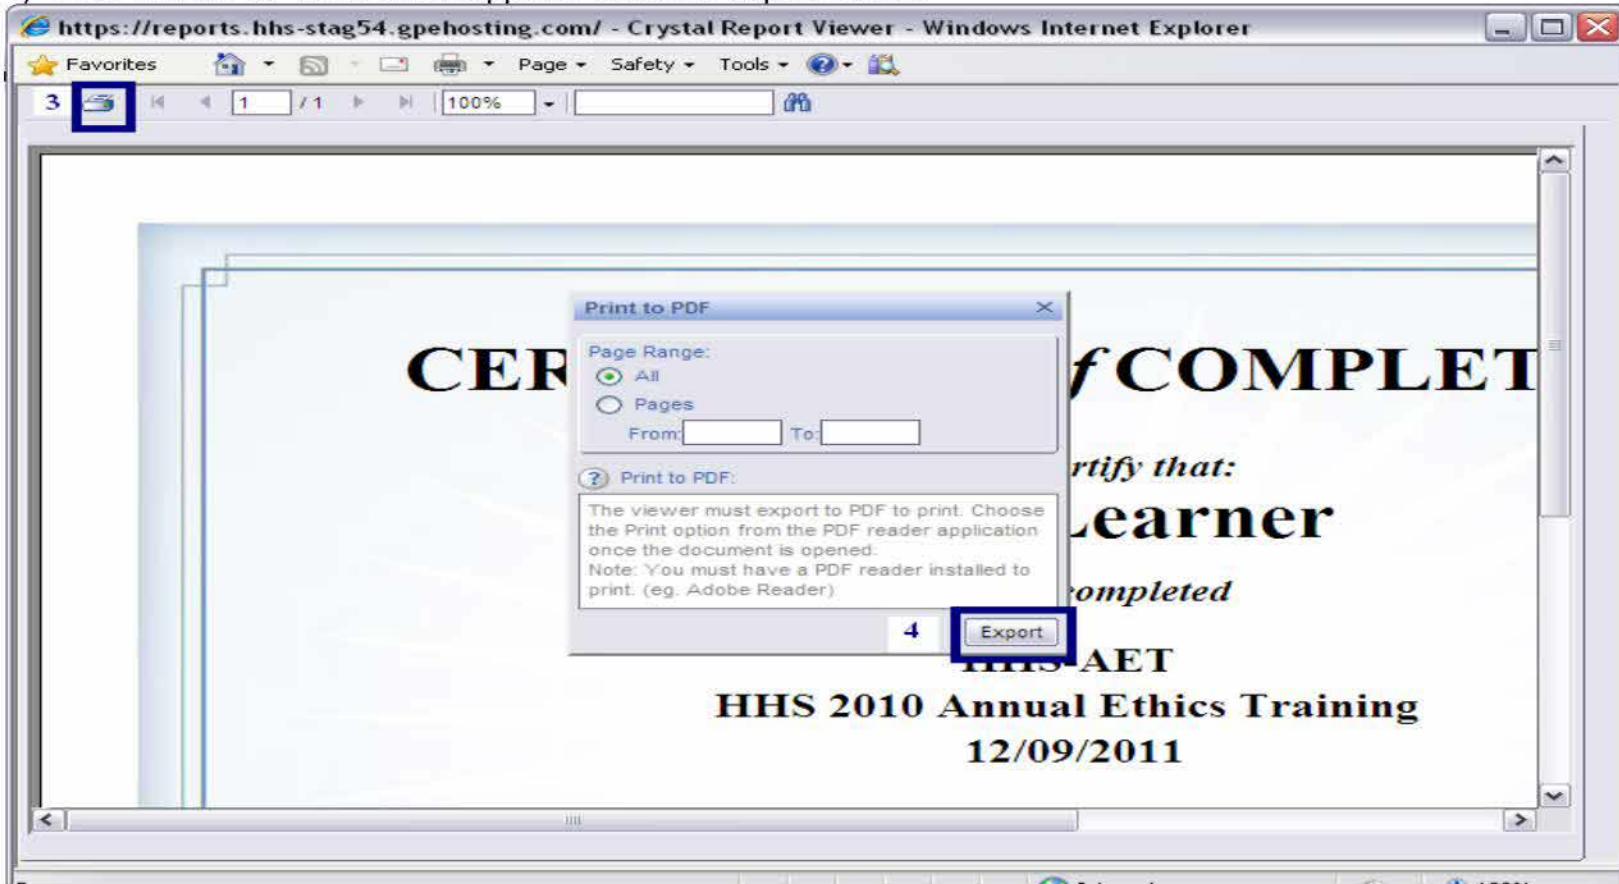 https://reports.hhs-stag54.gpehosting.com/ - Crystal Report Viewer - Windows Internet Explorer
Favorites Page Safety Tools
3 1 / 1 100%
Print to PDF
Page Range:
All
Pages
From: To:
CER f COMPLET
rtify that:
Print to PDF:
The viewer must export to PDF to print. Choose
the Print option from the PDF reader application
once the document is opened.
Note: You must have a PDF reader installed to
print. (eg. Adobe Reader)
Learner
completed
4 Export
HHS-AET
HHS 2010 Annual Ethics Training
12/09/2011